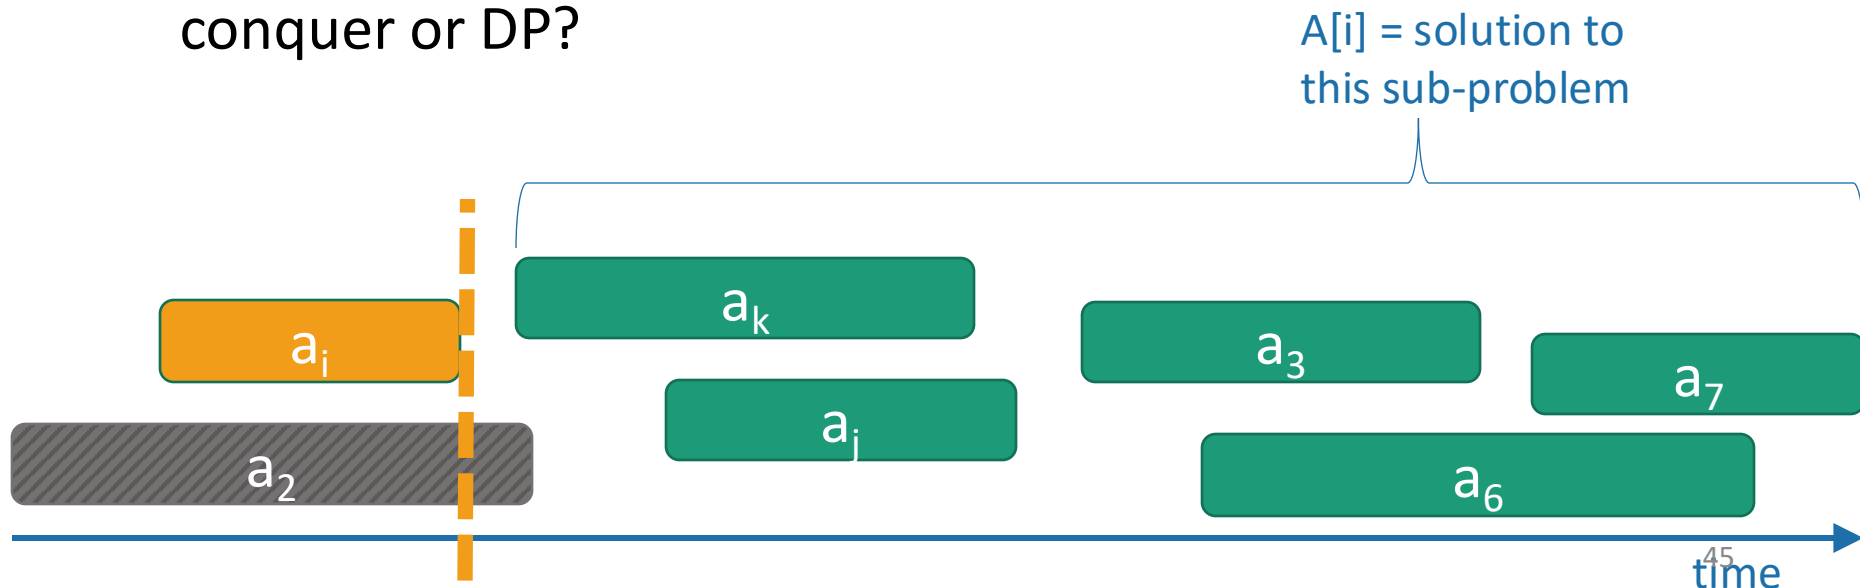 conquer or DP?
A[i] = solution to
this sub-problem
aₖ
aᵢ
a₃
a₇
aⱼ
a₂
a₆
45
time